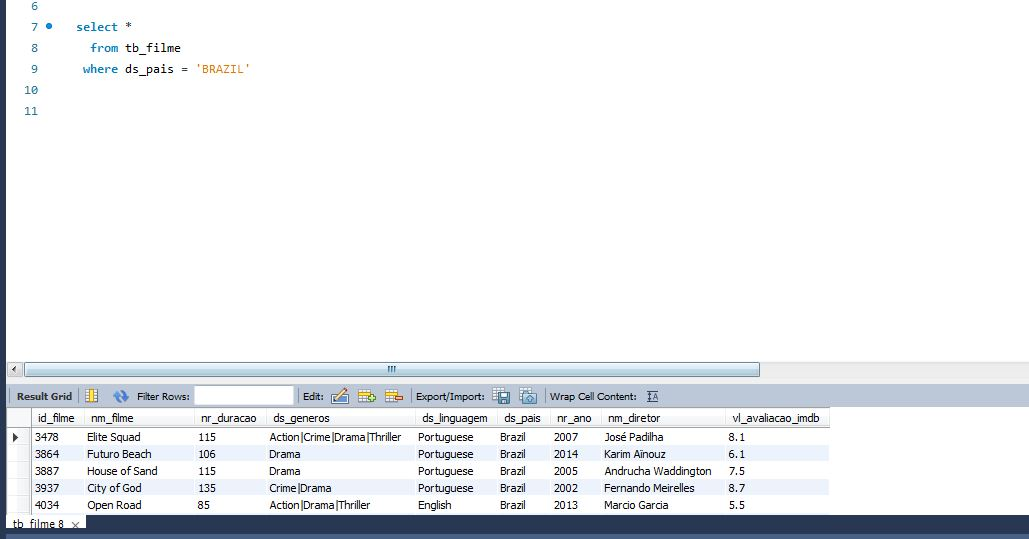 6
7 select *
8 from tb_filme
9 where ds_pais = 'BRAZIL'
10
11
Result Grid Filter Rows: Edit: Export/Import: Wrap Cell Content:
id_filme nm_filme nr_duracao ds_generos ds_linguagem ds_pais nr_ano nm_diretor vl_avaliacao_imdb
3478 Elite Squad 115 Action|Crime|Drama|Thriller Portuguese Brazil 2007 José Padilha 8.1
3864 Futuro Beach 106 Drama Portuguese Brazil 2014 Karim Aïnouz 6.1
3887 House of Sand 115 Drama Portuguese Brazil 2005 Andrucha Waddington 7.5
3937 City of God 135 Crime|Drama Portuguese Brazil 2002 Fernando Meirelles 8.7
4034 Open Road 85 Action|Drama|Thriller English Brazil 2013 Marcio Garcia 5.5
tb_filme 8